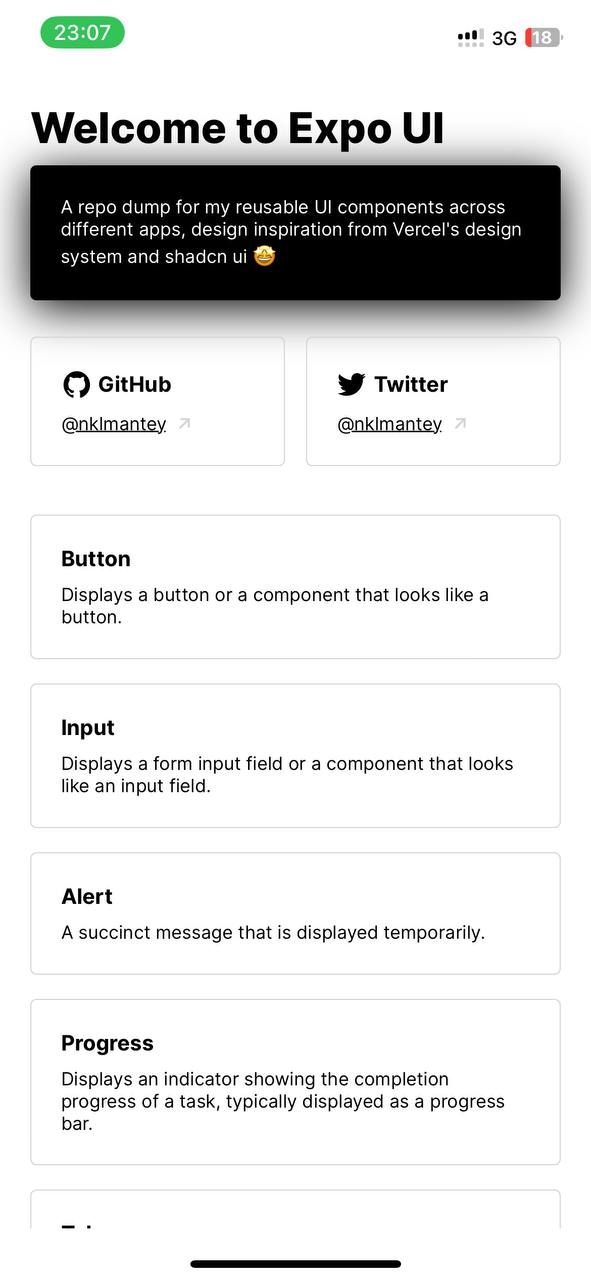 23:07
3G 18
Welcome to Expo UI
A repo dump for my reusable UI components across
different apps, design inspiration from Vercel's design
system and shadcn ui 🤩
GitHub
@nklmantey
Twitter
@nklmantey
Button
Displays a button or a component that looks like a
button.
Input
Displays a form input field or a component that looks
like an input field.
Alert
A succinct message that is displayed temporarily.
Progress
Displays an indicator showing the completion
progress of a task, typically displayed as a progress
bar.